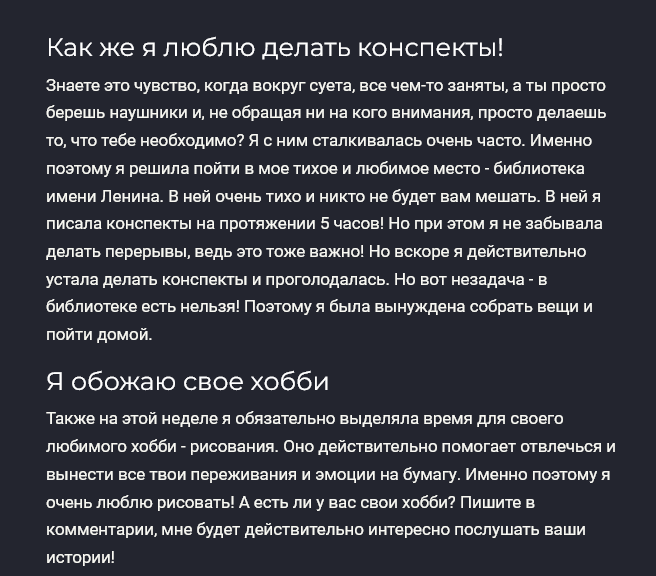 Как же я люблю делать конспекты!
Знаете это чувство, когда вокруг суета, все чем-то заняты, а ты просто
берешь наушники и, не обращая ни на кого внимания, просто делаешь
то, что тебе необходимо? Я с ним сталкивалась очень часто. Именно
поэтому я решила пойти в мое тихое и любимое место - библиотека
имени Ленина. В ней очень тихо и никто не будет вам мешать. В ней я
писала конспекты на протяжении 5 часов! Но при этом я не забывала
делать перерывы, ведь это тоже важно! Но вскоре я действительно
устала делать конспекты и проголодалась. Но вот незадача - в
библиотеке есть нельзя! Поэтому я была вынуждена собрать вещи и
пойти домой.
Я обожаю свое хобби
Также на этой неделе я обязательно выделяла время для своего
любимого хобби - рисования. Оно действительно помогает отвлечься и
вынести все твои переживания и эмоции на бумагу. Именно поэтому я
очень люблю рисовать! А есть ли у вас свои хобби? Пишите в
комментарии, мне будет действительно интересно послушать ваши
истории!